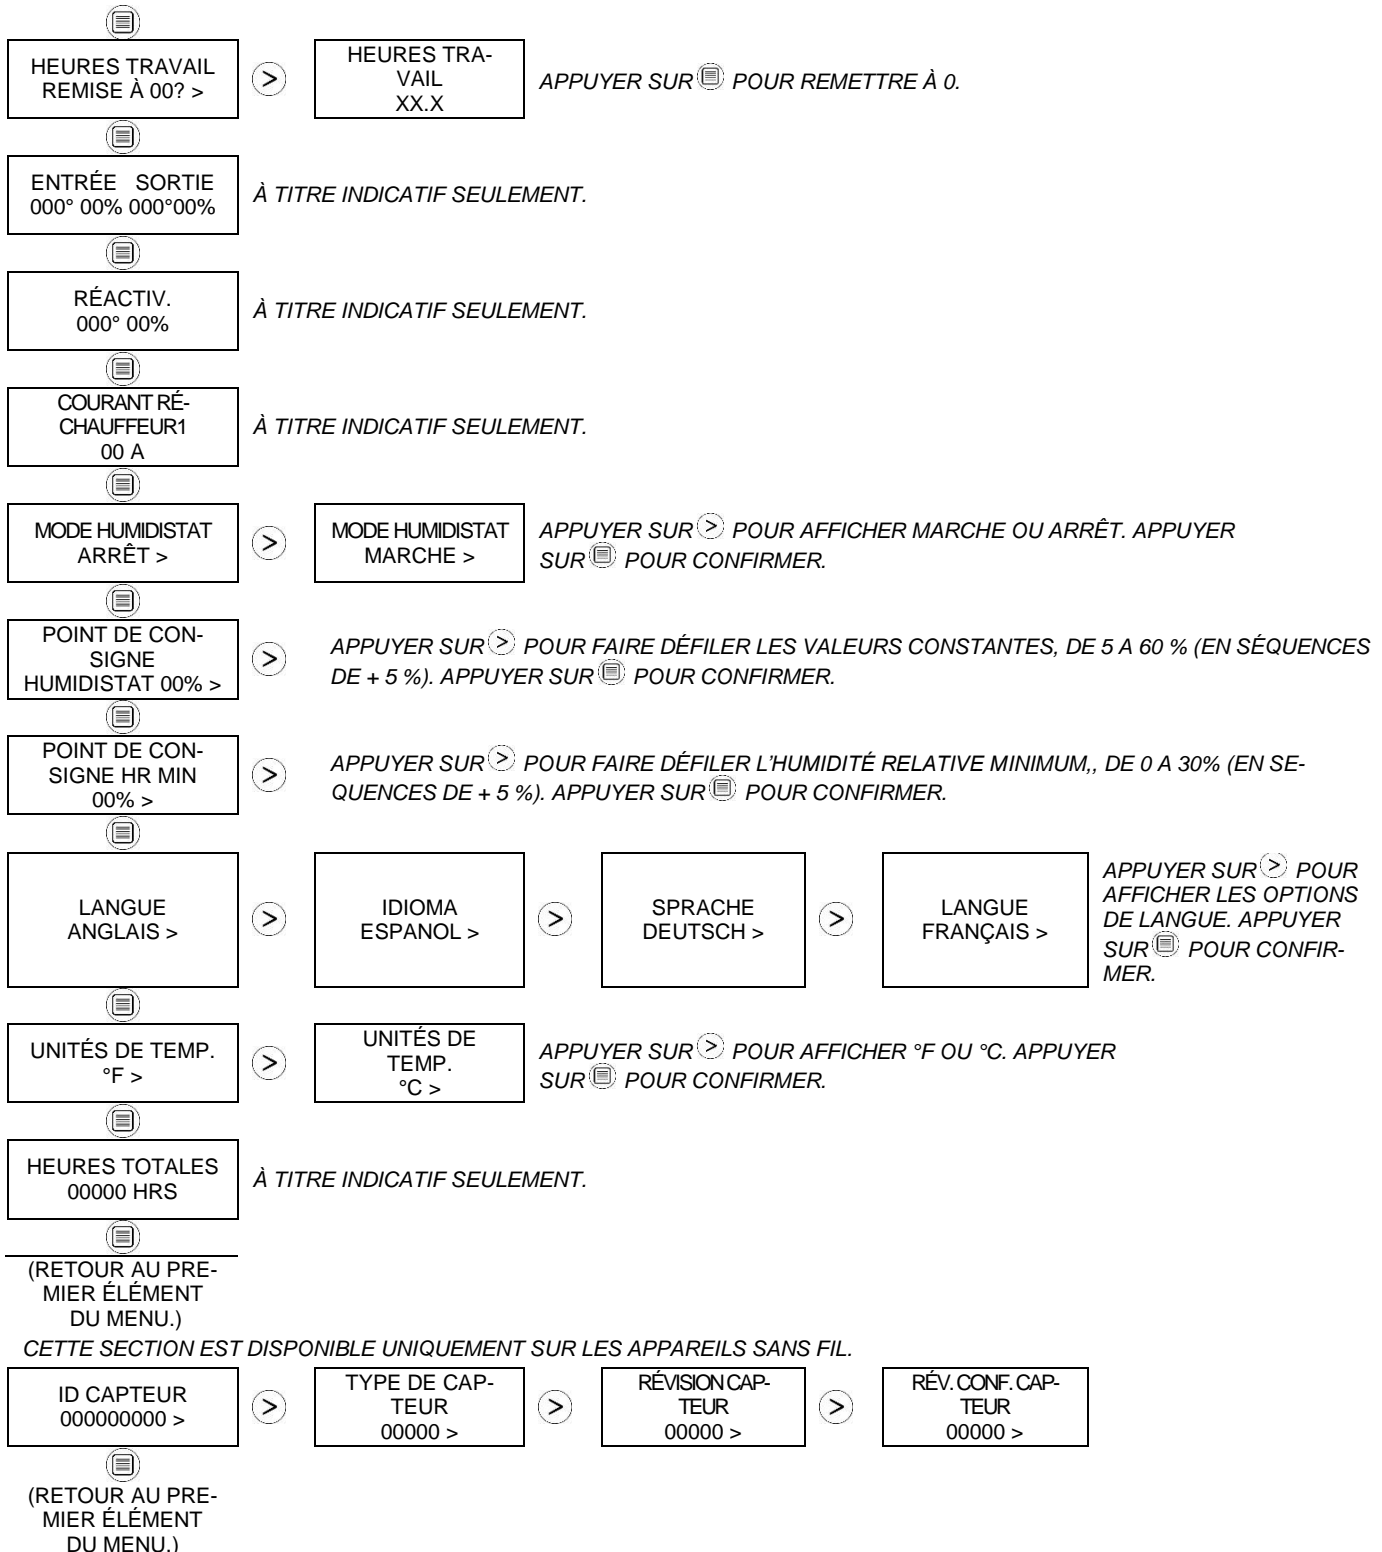 HEURES TRAVAIL
REMISE À 00? >
>
HEURES TRA-
VAIL
XX.X
APPUYER SUR POUR REMETTRE À 0.
ENTRÉE SORTIE
000° 00% 000°00%
À TITRE INDICATIF SEULEMENT.
RÉACTIV.
000° 00%
À TITRE INDICATIF SEULEMENT.
COURANT RÉ-
CHAUFFEUR1
00 A
À TITRE INDICATIF SEULEMENT.
MODE HUMIDISTAT
ARRÊT >
>
MODE HUMIDISTAT
MARCHE >
APPUYER SUR > POUR AFFICHER MARCHE OU ARRÊT. APPUYER
SUR POUR CONFIRMER.
POINT DE CON-
SIGNE
HUMIDISTAT 00% >
>
APPUYER SUR > POUR FAIRE DÉFILER LES VALEURS CONSTANTES, DE 5 A 60 % (EN SÉQUENCES
DE + 5 %). APPUYER SUR POUR CONFIRMER.
POINT DE CON-
SIGNE HR MIN
00% >
>
APPUYER SUR > POUR FAIRE DÉFILER L'HUMIDITÉ RELATIVE MINIMUM,, DE 0 A 30% (EN SE-
QUENCES DE + 5 %). APPUYER SUR POUR CONFIRMER.
LANGUE
ANGLAIS >
>
IDIOMA
ESPANOL >
>
SPRACHE
DEUTSCH >
>
LANGUE
FRANÇAIS >
APPUYER SUR > POUR
AFFICHER LES OPTIONS
DE LANGUE. APPUYER
SUR POUR CONFIR-
MER.
UNITÉS DE TEMP.
°F >
>
UNITÉS DE
TEMP.
°C >
APPUYER SUR > POUR AFFICHER °F OU °C. APPUYER
SUR POUR CONFIRMER.
HEURES TOTALES
00000 HRS
À TITRE INDICATIF SEULEMENT.
(RETOUR AU PRE-
MIER ÉLÉMENT
DU MENU.)
CETTE SECTION EST DISPONIBLE UNIQUEMENT SUR LES APPAREILS SANS FIL.
ID CAPTEUR
000000000 >
>
TYPE DE CAP-
TEUR
00000 >
>
RÉVISION CAP-
TEUR
00000 >
>
RÉV. CONF. CAP-
TEUR
00000 >
(RETOUR AU PRE-
MIER ÉLÉMENT
DU MENU.)